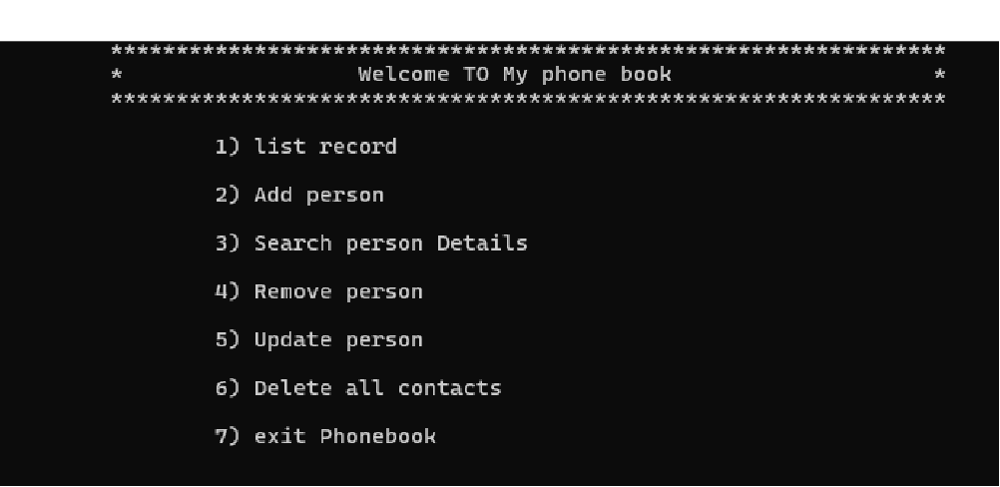 ****************************************************************
* Welcome TO My phone book *
****************************************************************
1) list record
2) Add person
3) Search person Details
4) Remove person
5) Update person
6) Delete all contacts
7) exit Phonebook